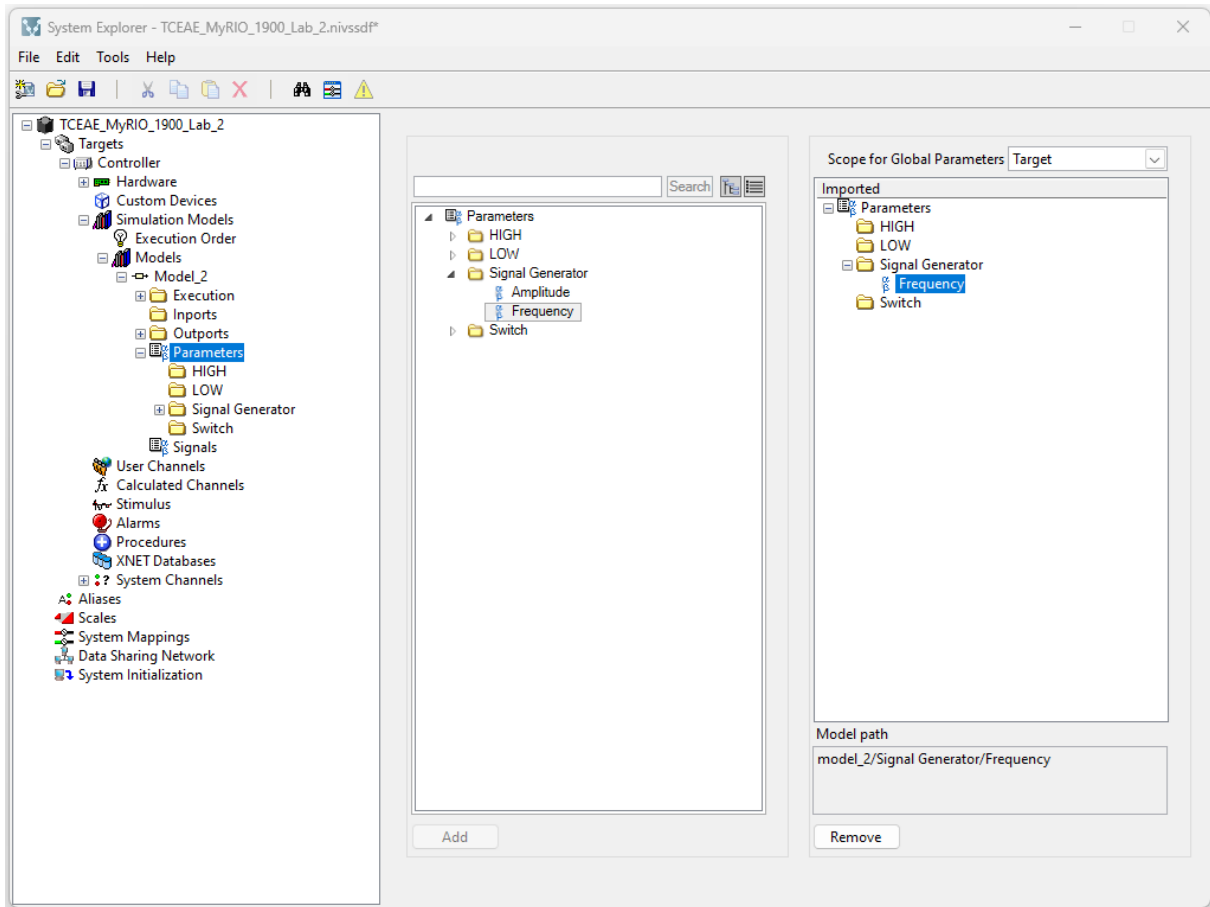 System Explorer - TCEAE_MyRIO_1900_Lab_2.nivssdf*
File Edit Tools Help
TCEAE_MyRIO_1900_Lab_2
Targets
Controller
Hardware
Custom Devices
Simulation Models
Execution Order
Models
Model_2
Execution
Inports
Outports
Parameters
HIGH
LOW
Signal Generator
Switch
Signals
User Channels
Calculated Channels
Stimulus
Alarms
Procedures
XNET Databases
System Channels
Aliases
Scales
System Mappings
Data Sharing Network
System Initialization
Search
Parameters
HIGH
LOW
Signal Generator
Amplitude
Frequency
Switch
Add
Scope for Global Parameters Target
Imported
Parameters
HIGH
LOW
Signal Generator
Frequency
Switch
Model path
model_2/Signal Generator/Frequency
Remove